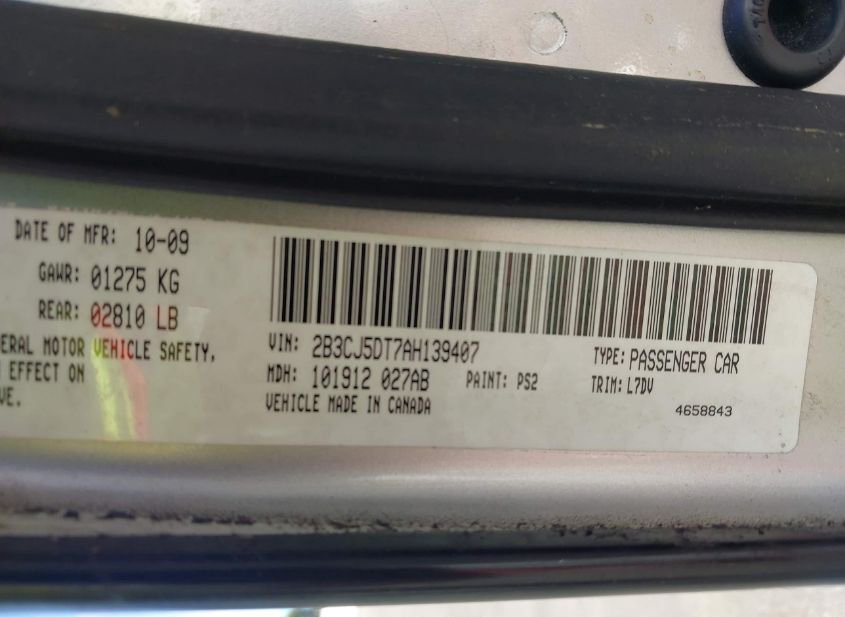 DATE OF MFR: 10-09
GAWR: 01275 KG
REAR: 02810 LB
ERAL MOTOR VEHICLE SAFETY,
EFFECT ON
VE.
VIN: 2B3CJ5DT7AH139407
TYPE: PASSENGER CAR
MDH: 101912 027AB
PAINT: PS2
TRIM: L7DV
VEHICLE MADE IN CANADA
4658843